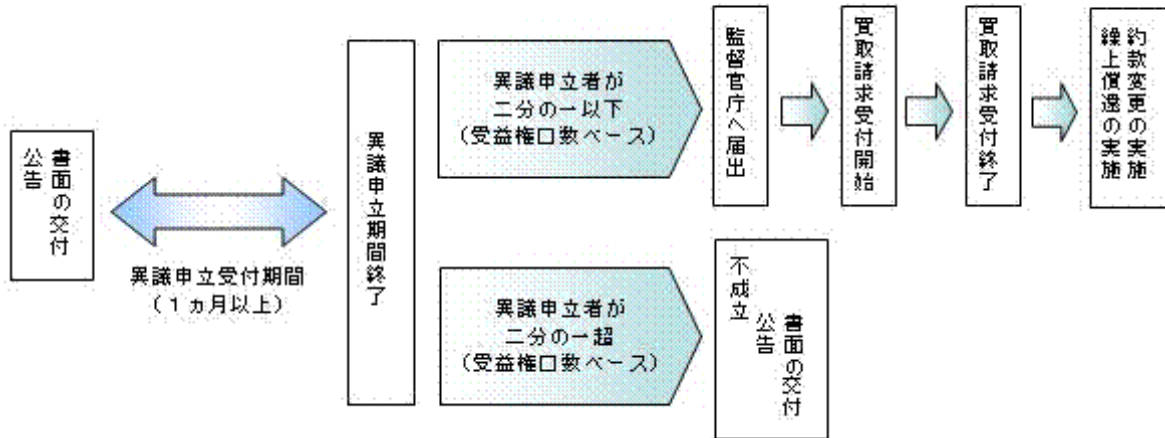 公告
書面の交付
異議申立受付期間
(1ヵ月以上)
異議申立期間終了
異議申立者が
二分の一以下
(受益権口数ベース)
監督官庁へ届出
買取請求受付開始
買取請求受付終了
約款変更の実施
繰上償還の実施
異議申立者が
二分の一超
(受益権口数ベース)
不成立
公告
書面の交付